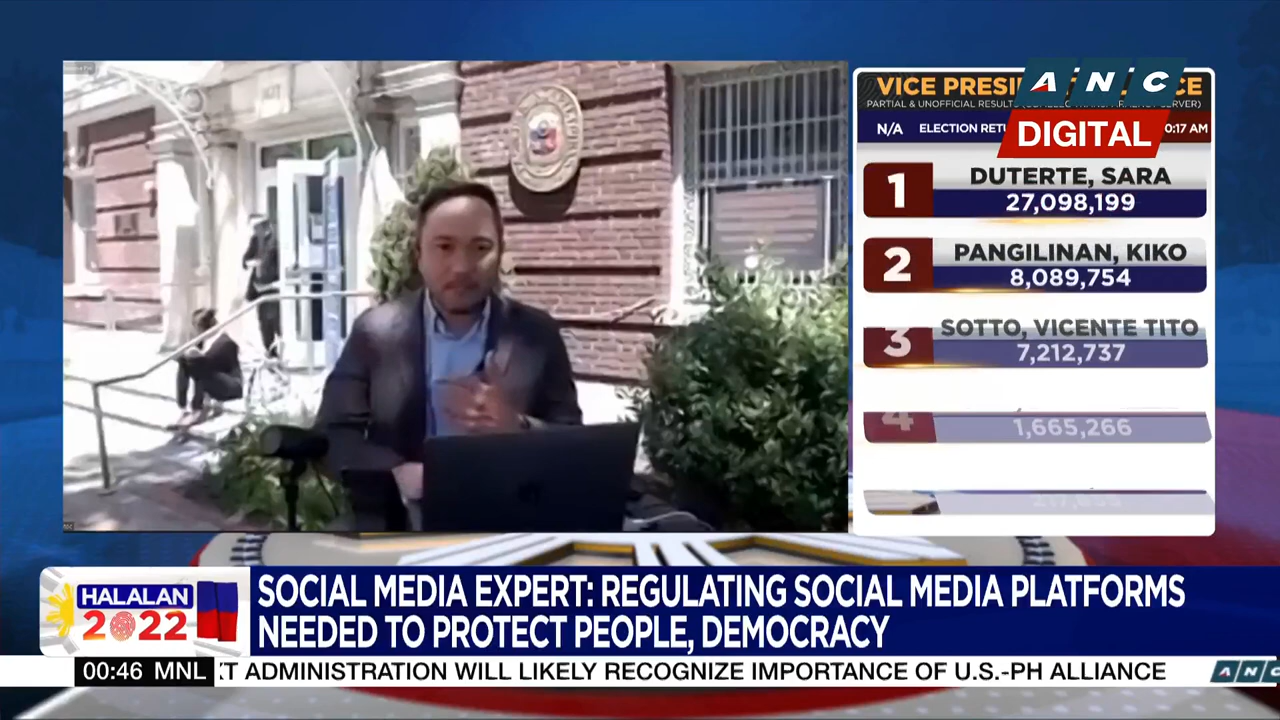 ANC
DIGITAL
VICE PRESI
CE
PARTIAL & UNOFFICIAL RESULTS
SERVER)
N/A
ELECTION RETU
0:17 AM
1
DUTERTE, SARA
27,098,199
2
PANGILINAN, KIKO
8,089,754
3
SOTTO, VICENTE TITO
7,212,737
4
1,665,266
HALALAN
2022
SOCIAL MEDIA EXPERT: REGULATING SOCIAL MEDIA PLATFORMS
NEEDED TO PROTECT PEOPLE, DEMOCRACY
00:46 MNL
XT ADMINISTRATION WILL LIKELY RECOGNIZE IMPORTANCE OF U.S.-PH ALLIANCE
ANC